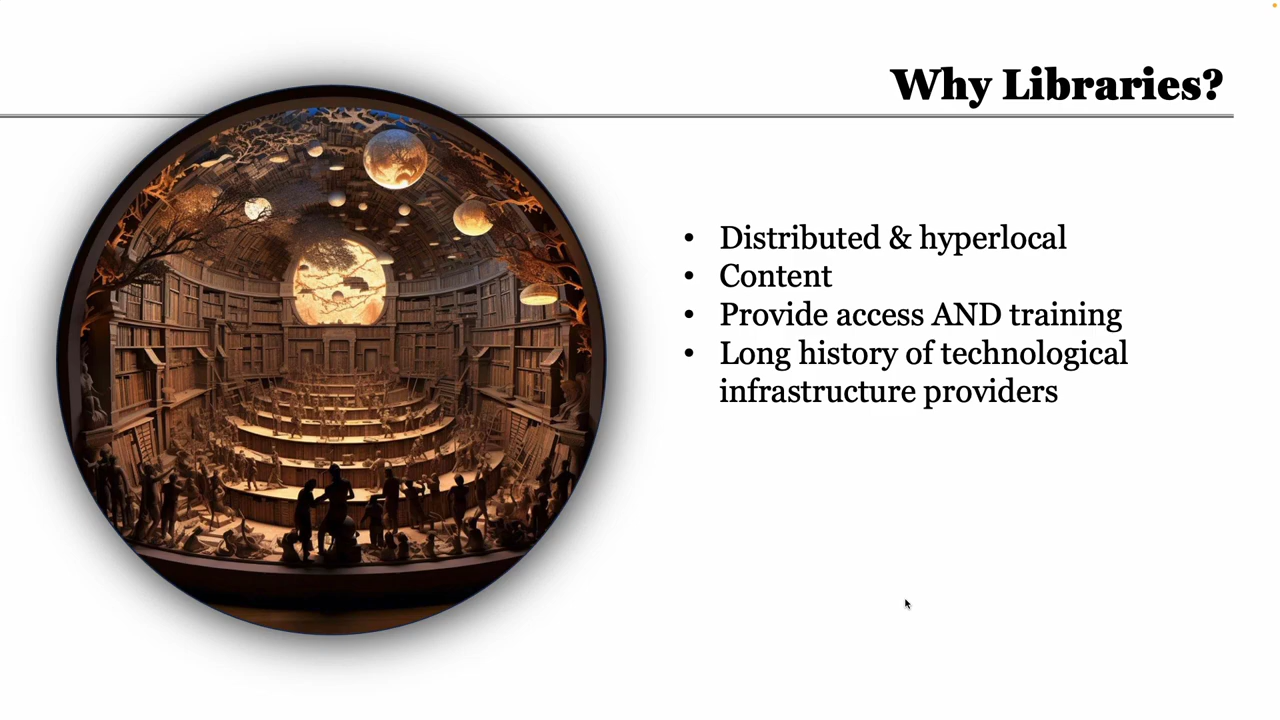 Why Libraries?
• Distributed & hyperlocal
• Content
• Provide access AND training
• Long history of technological
infrastructure providers